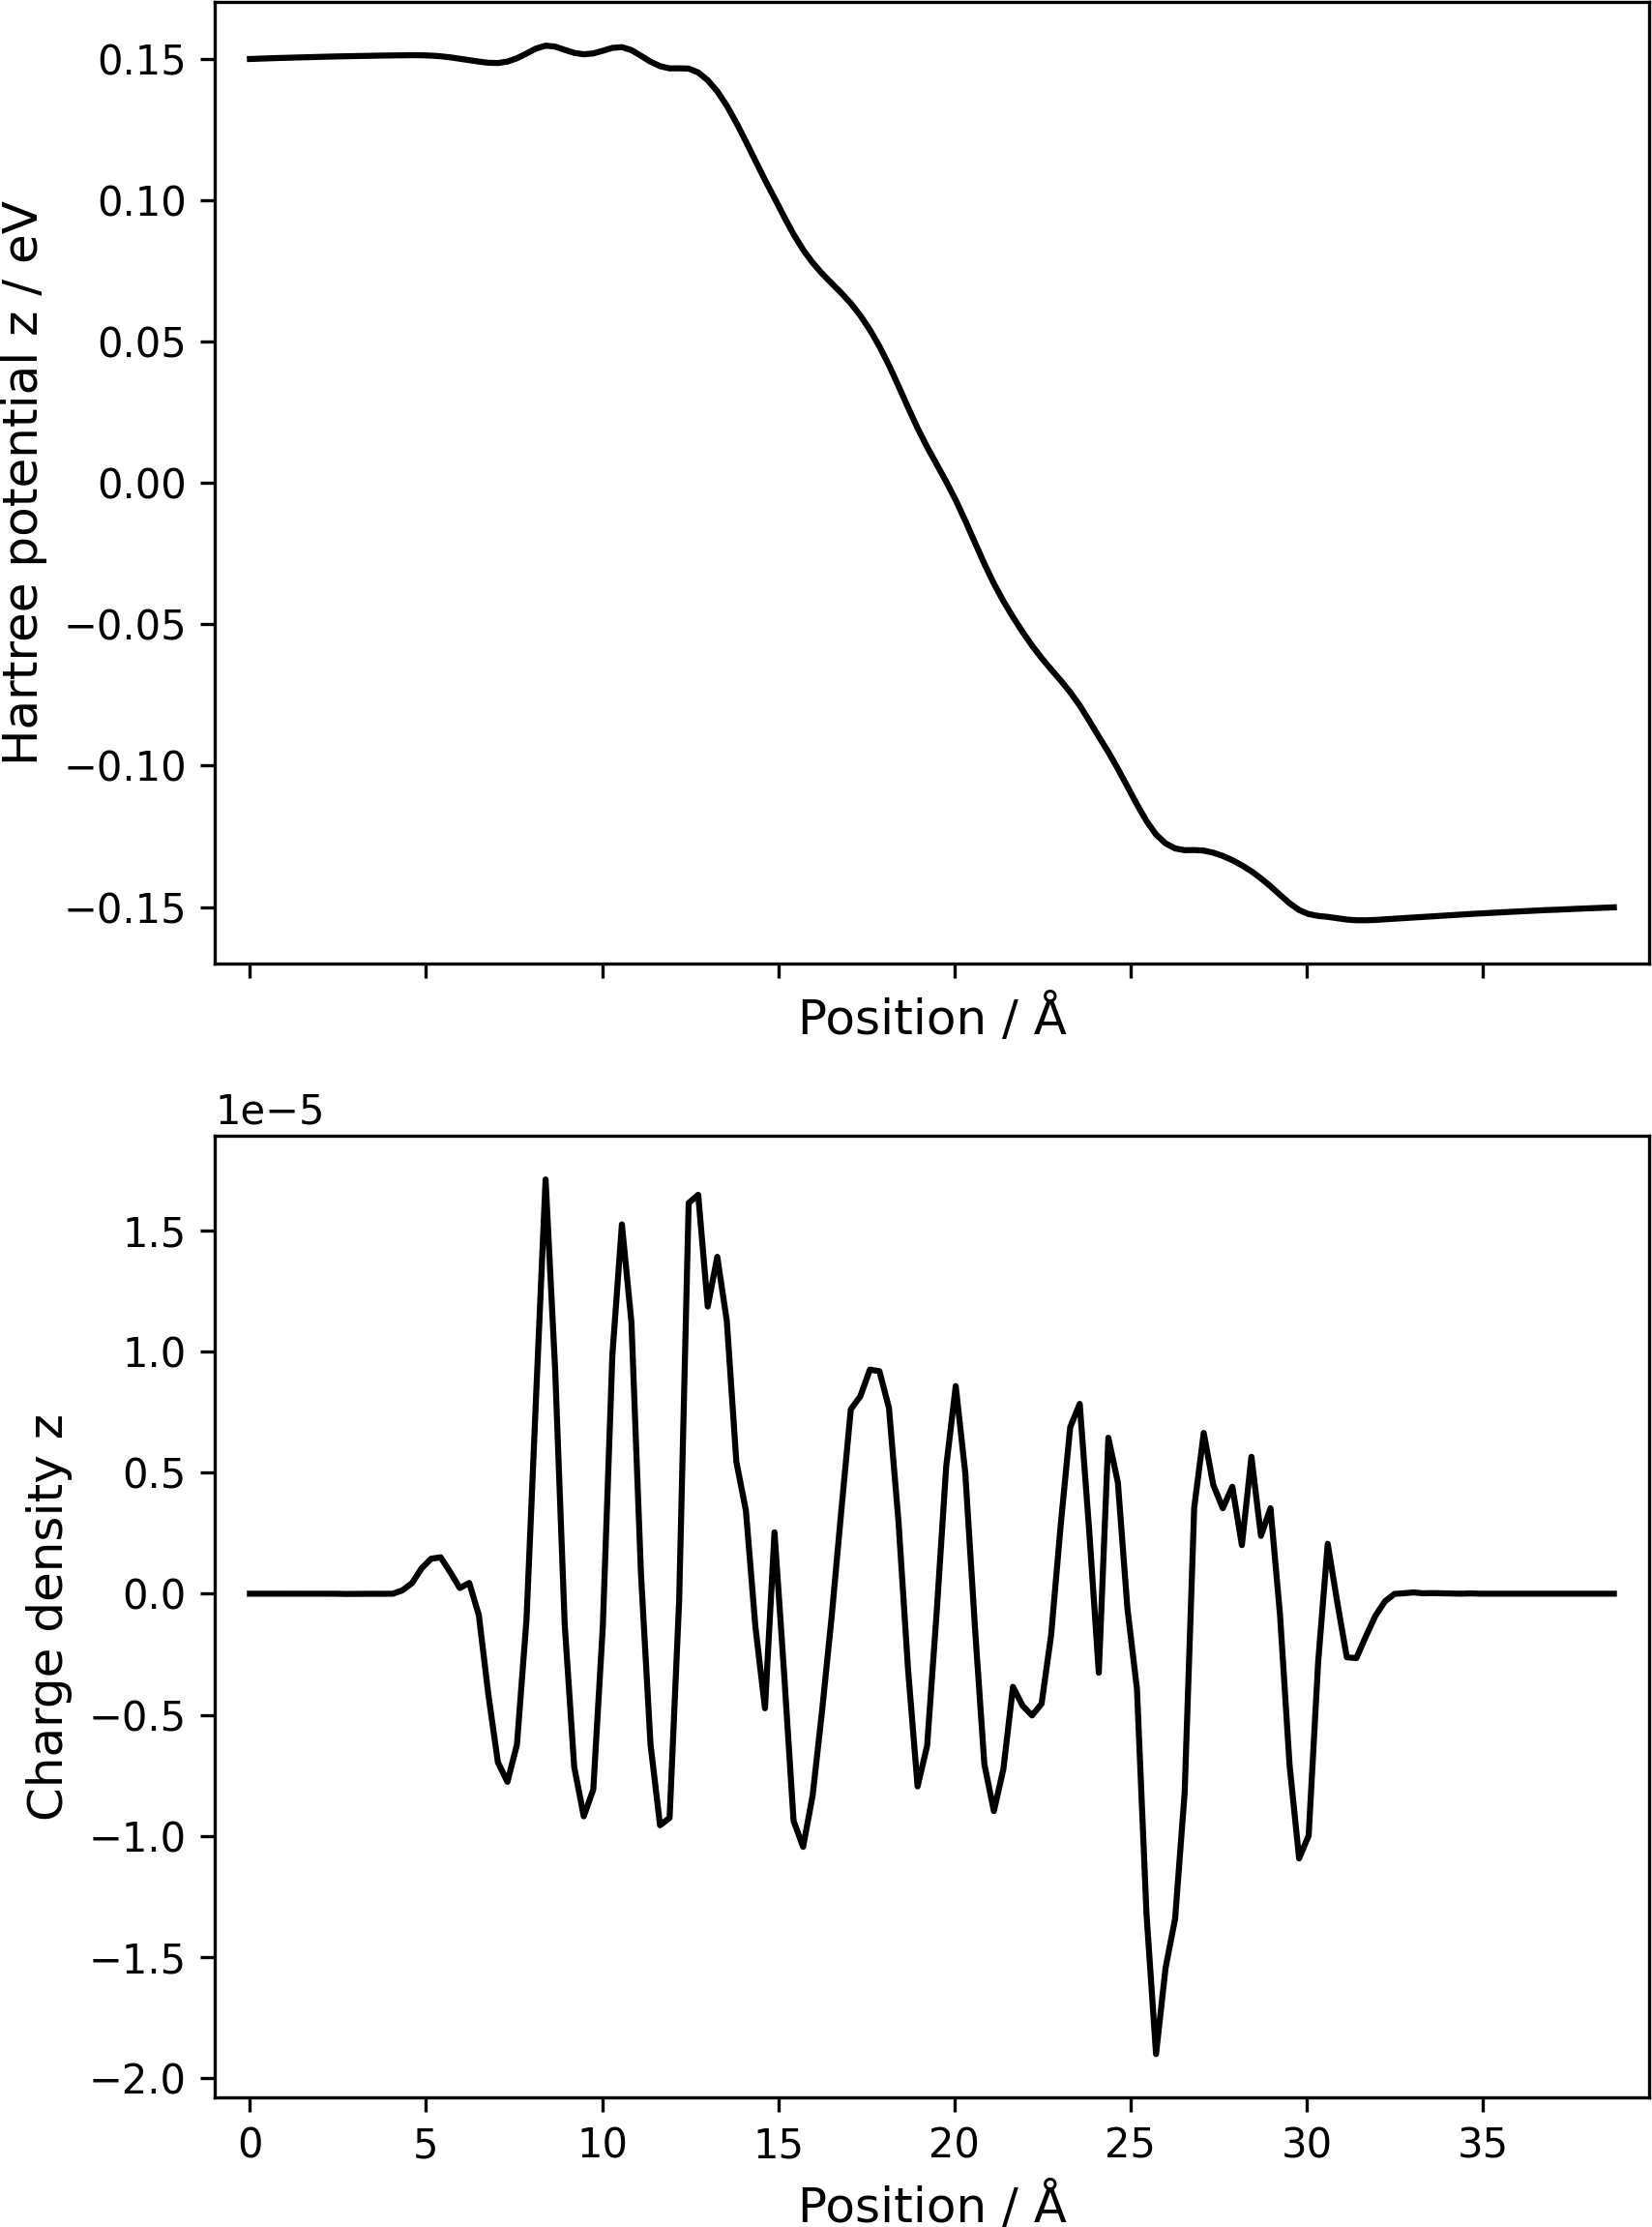 Hartree potential z / eV
0.15
0.10
0.05
0.00
−0.05
−0.10
−0.15
Position / Å
1e−5
Charge density z
1.5
1.0
0.5
0.0
−0.5
−1.0
−1.5
−2.0
0 5 10 15 20 25 30 35
Position / Å